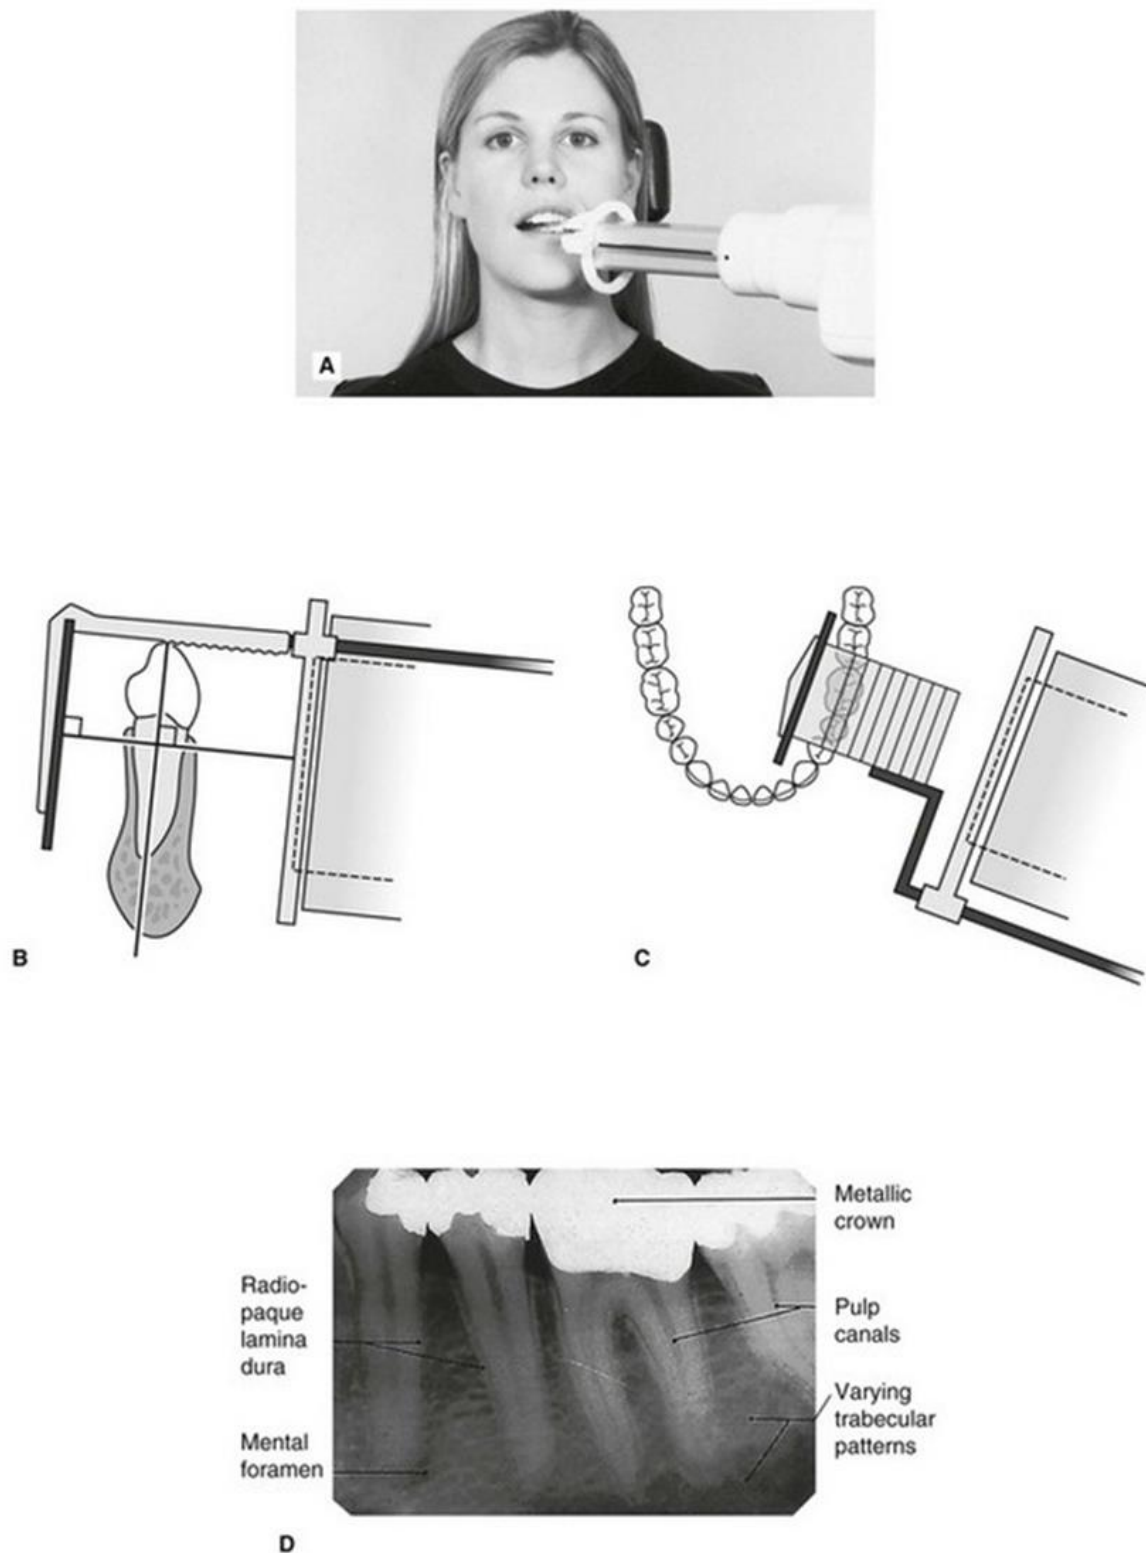 A
B
C
Metallic
crown
Radio-
paque
lamina
dura
Pulp
canals
Varying
trabecular
patterns
Mental
foramen
D